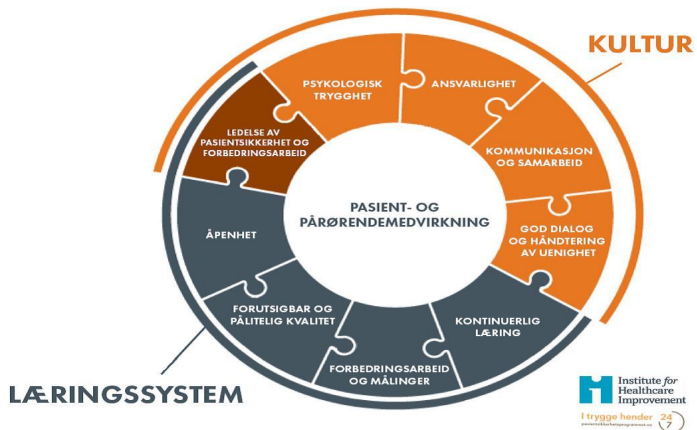 KULTUR
PSYKOLOGISK
TRYGGHET
ANSVARLIGHET
LEDELSE AV
PASIENTSIKKERHET OG
FORBEDRINGSARBEID
KOMMUNIKASJON
OG SAMARBEID
PASIENT- OG
PÅRØRENDEMEDVIRKNING
ÅPENHET
GOD DIALOG
OG HÅNDTERING
AV UENIGHET
FORUTSIGBAR OG
PÅLITELIG KVALITET
KONTINUERLIG
LÆRING
FORBEDRINGSARBEID
OG MÅLINGER
LÆRINGSSYSTEM
Institute for
Healthcare
Improvement
I trygge hender 24
7
pasientsikkerhetsprogrammet.no